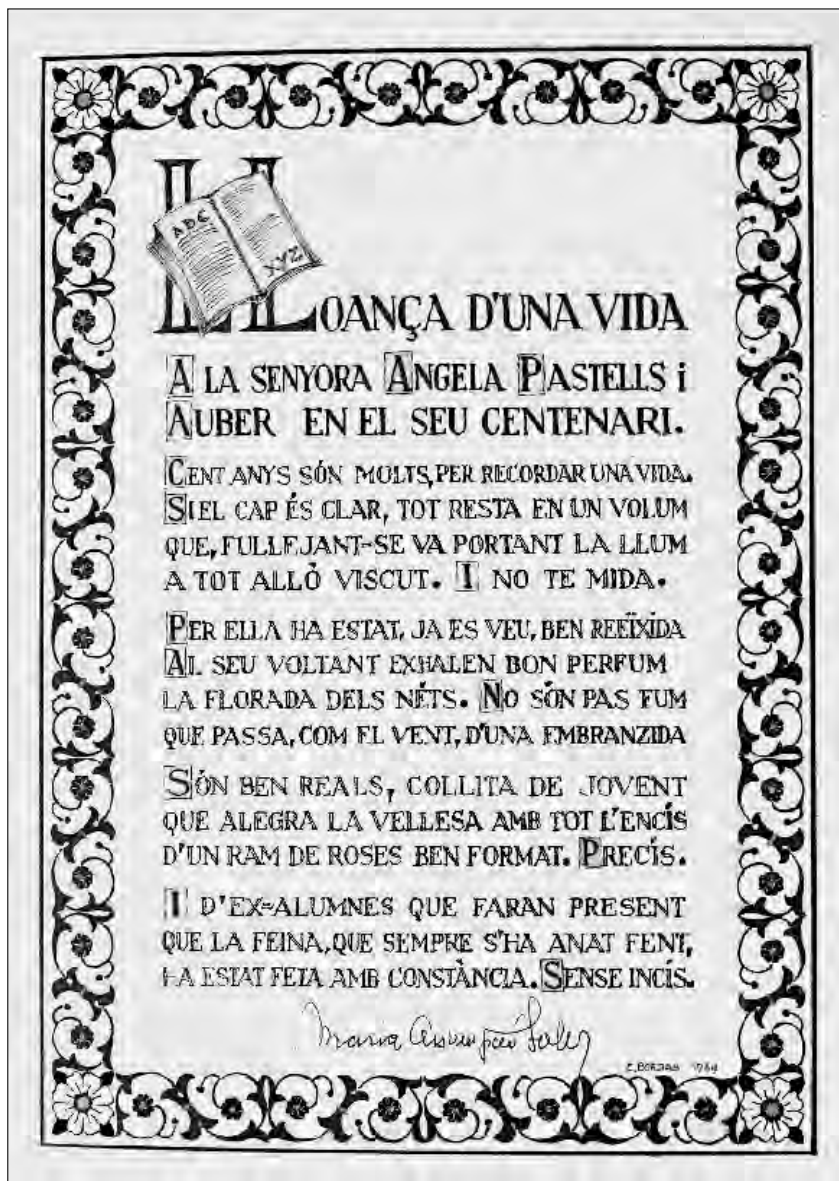 ADC
XYZ
LLOANÇA D'UNA VIDA
A LA SENYORA ANGELA PASTELLS i
AUBER EN EL SEU CENTENARI.
CENT ANYS SÓN MOLTS, PER RECORDAR UNA VIDA.
SI EL CAP ÉS CLAR, TOT RESTA EN UN VOLUM
QUE, FULLEJANT-SE VA PORTANT LA LLUM
A TOT ALLÒ VISCUT. I NO TE MIDA.
PER ELLA HA ESTAT, JA ES VEU, BEN REEÏXIDA
AL SEU VOLTANT EXHALEN BON PERFUM
LA FLORADA DELS NÉTS. NO SÓN PAS FUM
QUE PASSA, COM EL VENT, D'UNA EMBRANZIDA
SÓN BEN REALS, COLLITA DE JOVENT
QUE ALEGRA LA VELLESA AMB TOT L'ENCÍS
D'UN RAM DE ROSES BEN FORMAT. PRECÍS.
I D'EX-ALUMNES QUE FARAN PRESENT
QUE LA FEINA, QUE SEMPRE S'HA ANAT FENT,
HA ESTAT FETA AMB CONSTÀNCIA. SENSE INCÍS.
Maria Assumpció
E. BORDAS